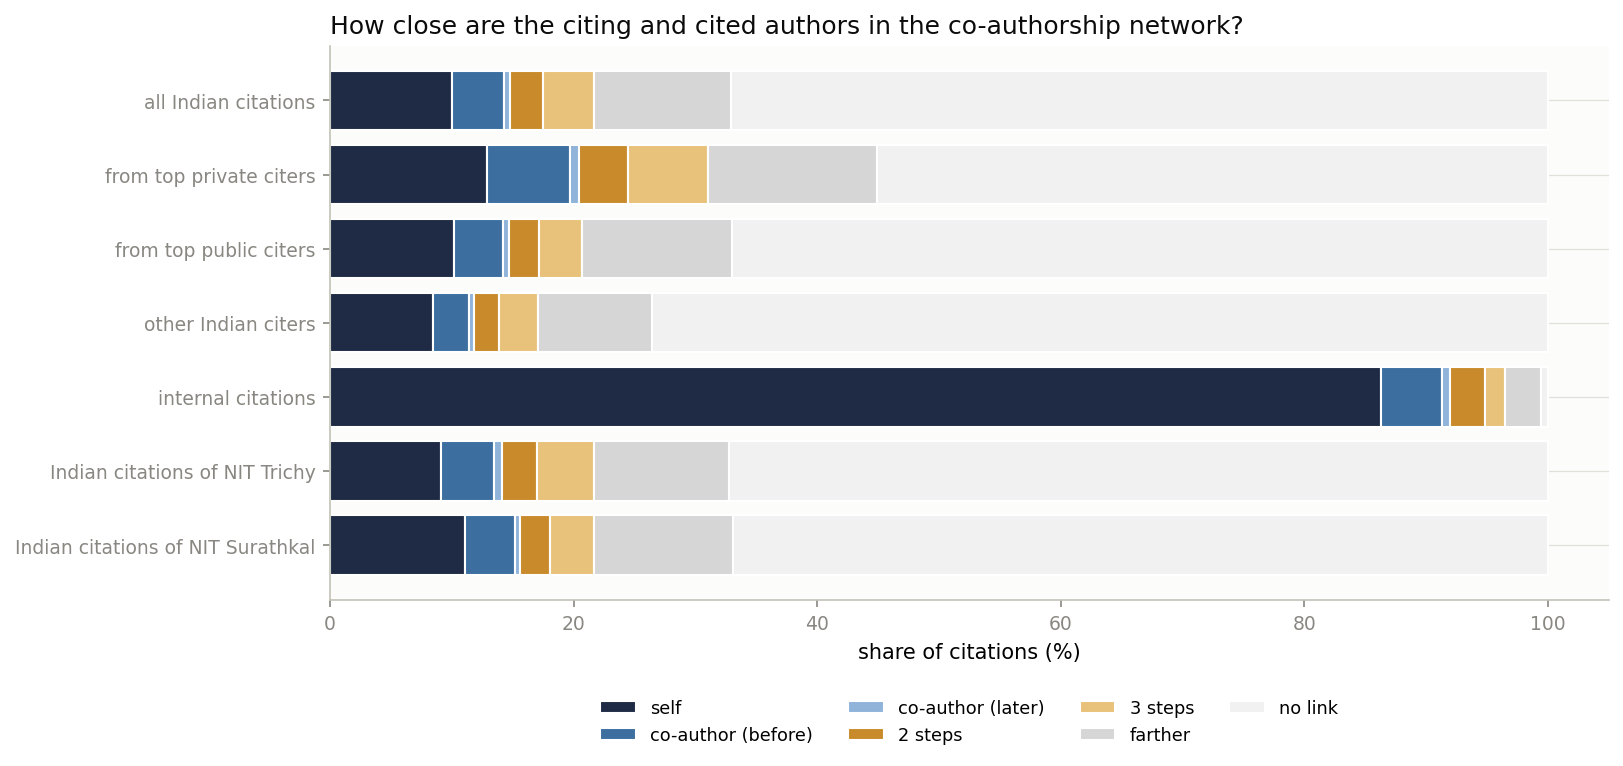 How close are the citing and cited authors in the co-authorship network?
all Indian citations
from top private citers
from top public citers
other Indian citers
internal citations
Indian citations of NIT Trichy
Indian citations of NIT Surathkal
0 20 40 60 80 100
share of citations (%)
self co-author (later) 3 steps no link
co-author (before) 2 steps farther